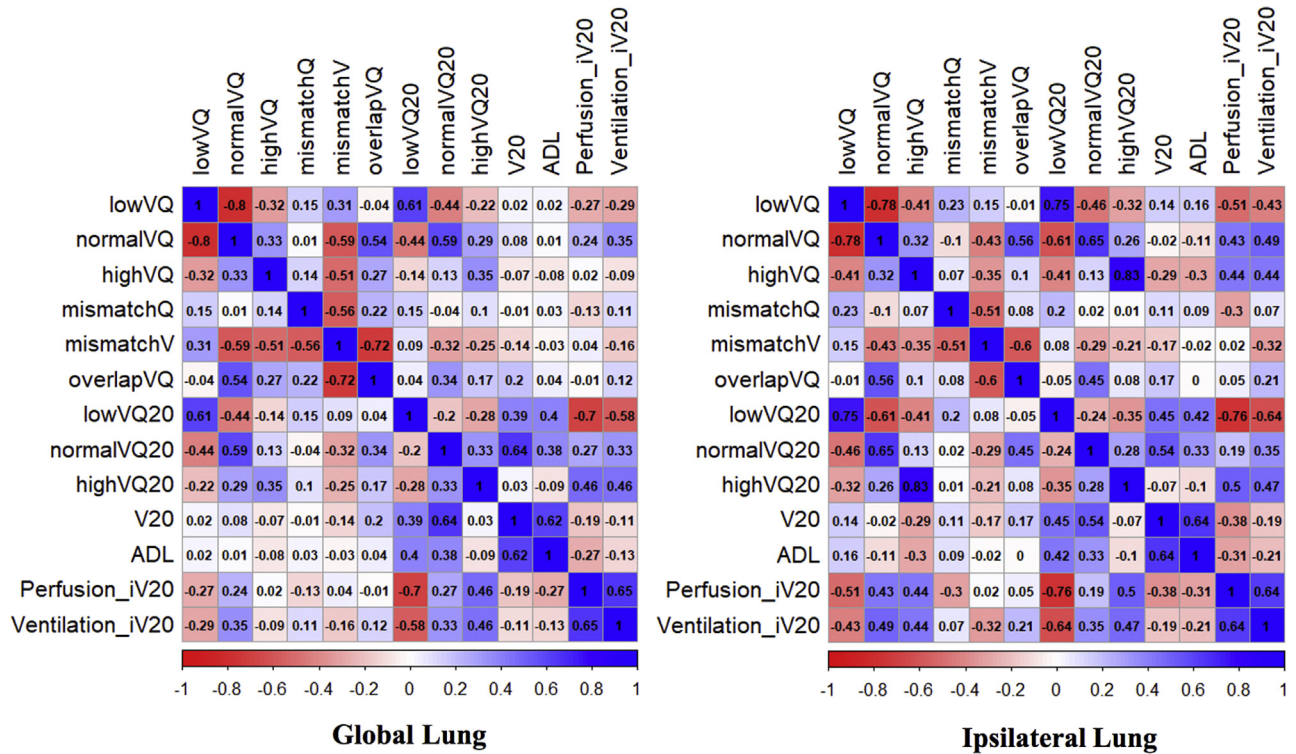 lowVQ normalVQ highVQ mismatchQ mismatchV overlapVQ lowVQ20 normalVQ20 highVQ20 V20 ADL Perfusion_iV20 Ventilation_iV20
lowVQ 1 -0.8 -0.32 0.15 0.31 -0.04 0.61 -0.44 -0.22 0.02 0.02 -0.27 -0.29
normalVQ -0.8 1 0.33 0.01 -0.59 0.54 -0.44 0.59 0.29 0.08 0.01 0.24 0.35
highVQ -0.32 0.33 1 0.14 -0.51 0.27 -0.14 0.13 0.35 -0.07 -0.08 0.02 -0.09
mismatchQ 0.15 0.01 0.14 1 -0.56 0.22 0.15 -0.04 0.1 -0.01 0.03 -0.13 0.11
mismatchV 0.31 -0.59 -0.51 -0.56 1 -0.72 0.09 -0.32 -0.25 -0.14 -0.03 0.04 -0.16
overlapVQ -0.04 0.54 0.27 0.22 -0.72 1 0.04 0.34 0.17 0.2 0.04 -0.01 0.12
lowVQ20 0.61 -0.44 -0.14 0.15 0.09 0.04 1 -0.2 -0.28 0.39 0.4 -0.7 -0.58
normalVQ20 -0.44 0.59 0.13 -0.04 -0.32 0.34 -0.2 1 0.33 0.64 0.38 0.27 0.33
highVQ20 -0.22 0.29 0.35 0.1 -0.25 0.17 -0.28 0.33 1 0.03 -0.09 0.46 0.46
V20 0.02 0.08 -0.07 -0.01 -0.14 0.2 0.39 0.64 0.03 1 0.62 -0.19 -0.11
ADL 0.02 0.01 -0.08 0.03 -0.03 0.04 0.4 0.38 -0.09 0.62 1 -0.27 -0.13
Perfusion_iV20 -0.27 0.24 0.02 -0.13 0.04 -0.01 -0.7 0.27 0.46 -0.19 -0.27 1 0.65
Ventilation_iV20 -0.29 0.35 -0.09 0.11 -0.16 0.12 -0.58 0.33 0.46 -0.11 -0.13 0.65 1
-1 -0.8 -0.6 -0.4 -0.2 0 0.2 0.4 0.6 0.8 1
Global Lung
lowVQ normalVQ highVQ mismatchQ mismatchV overlapVQ lowVQ20 normalVQ20 highVQ20 V20 ADL Perfusion_iV20 Ventilation_iV20
lowVQ 1 -0.78 -0.41 0.23 0.15 -0.01 0.75 -0.46 -0.32 0.14 0.16 -0.51 -0.43
normalVQ -0.78 1 0.32 -0.1 -0.43 0.56 -0.61 0.65 0.26 -0.02 -0.11 0.43 0.49
highVQ -0.41 0.32 1 0.07 -0.35 0.1 -0.41 0.13 0.83 -0.29 -0.3 0.44 0.44
mismatchQ 0.23 -0.1 0.07 1 -0.51 0.08 0.2 0.02 0.01 0.11 0.09 -0.3 0.07
mismatchV 0.15 -0.43 -0.35 -0.51 1 -0.6 0.08 -0.29 -0.21 -0.17 -0.02 0.02 -0.32
overlapVQ -0.01 0.56 0.1 0.08 -0.6 1 -0.05 0.45 0.08 0.17 0 0.05 0.21
lowVQ20 0.75 -0.61 -0.41 0.2 0.08 -0.05 1 -0.24 -0.35 0.45 0.42 -0.76 -0.64
normalVQ20 -0.46 0.65 0.13 0.02 -0.29 0.45 -0.24 1 0.28 0.54 0.33 0.19 0.35
highVQ20 -0.32 0.26 0.83 0.01 -0.21 0.08 -0.35 0.28 1 -0.07 -0.1 0.5 0.47
V20 0.14 -0.02 -0.29 0.11 -0.17 0.17 0.45 0.54 -0.07 1 0.64 -0.38 -0.19
ADL 0.16 -0.11 -0.3 0.09 -0.02 0 0.42 0.33 -0.1 0.64 1 -0.31 -0.21
Perfusion_iV20 -0.51 0.43 0.44 -0.3 0.02 0.05 -0.76 0.19 0.5 -0.38 -0.31 1 0.64
Ventilation_iV20 -0.43 0.49 0.44 0.07 -0.32 0.21 -0.64 0.35 0.47 -0.19 -0.21 0.64 1
-1 -0.8 -0.6 -0.4 -0.2 0 0.2 0.4 0.6 0.8 1
Ipsilateral Lung